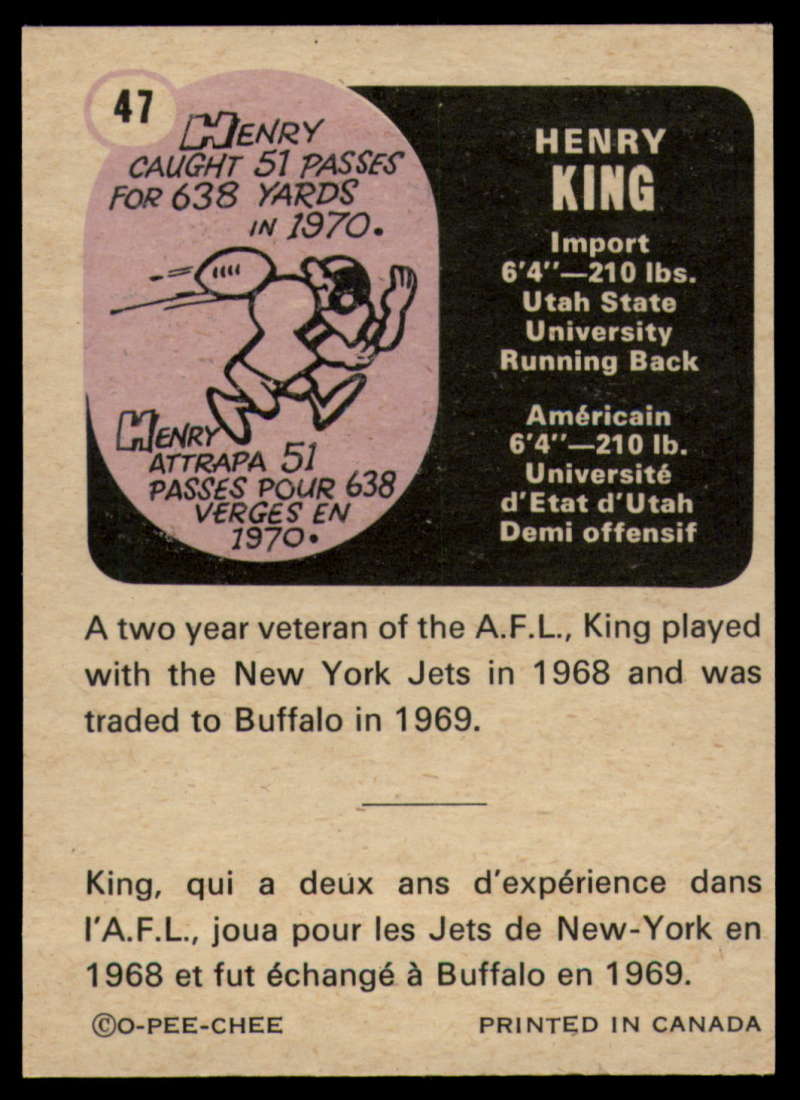 47
HENRY
CAUGHT 51 PASSES
FOR 638 YARDS
IN 1970.
HENRY
ATTRAPA 51
PASSES POUR 638
VERGES EN
1970.
HENRY
KING
Import
6'4"—210 lbs.
Utah State
University
Running Back
Américain
6'4"—210 lb.
Université
d'Etat d'Utah
Demi offensif
A two year veteran of the A.F.L., King played
with the New York Jets in 1968 and was
traded to Buffalo in 1969.
King, qui a deux ans d'expérience dans
l'A.F.L., joua pour les Jets de New-York en
1968 et fut échangé à Buffalo en 1969.
©O-PEE-CHEE
PRINTED IN CANADA